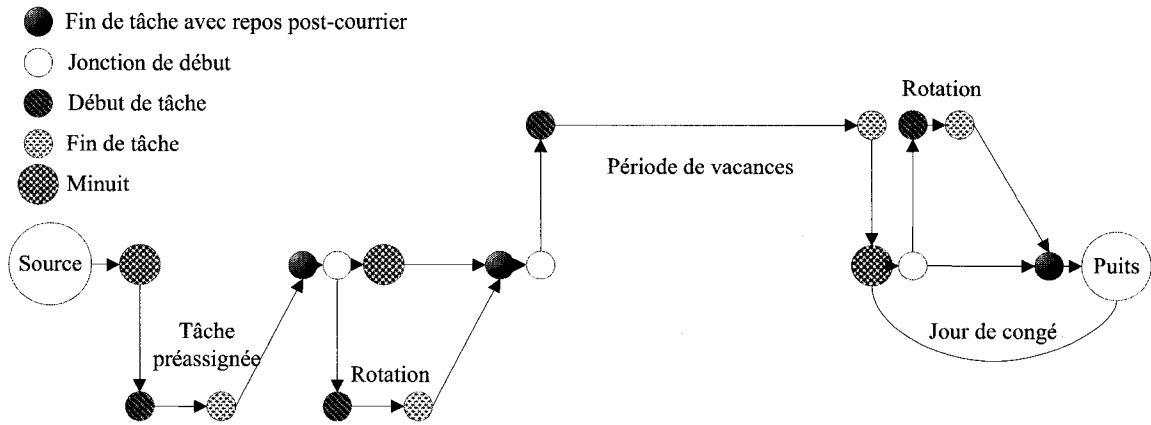 Fin de tâche avec repos post-courrier
Jonction de début
Début de tâche
Fin de tâche
Minuit
Rotation
Période de vacances
Source
Puits
Tâche
préassignée
Rotation
Jour de congé